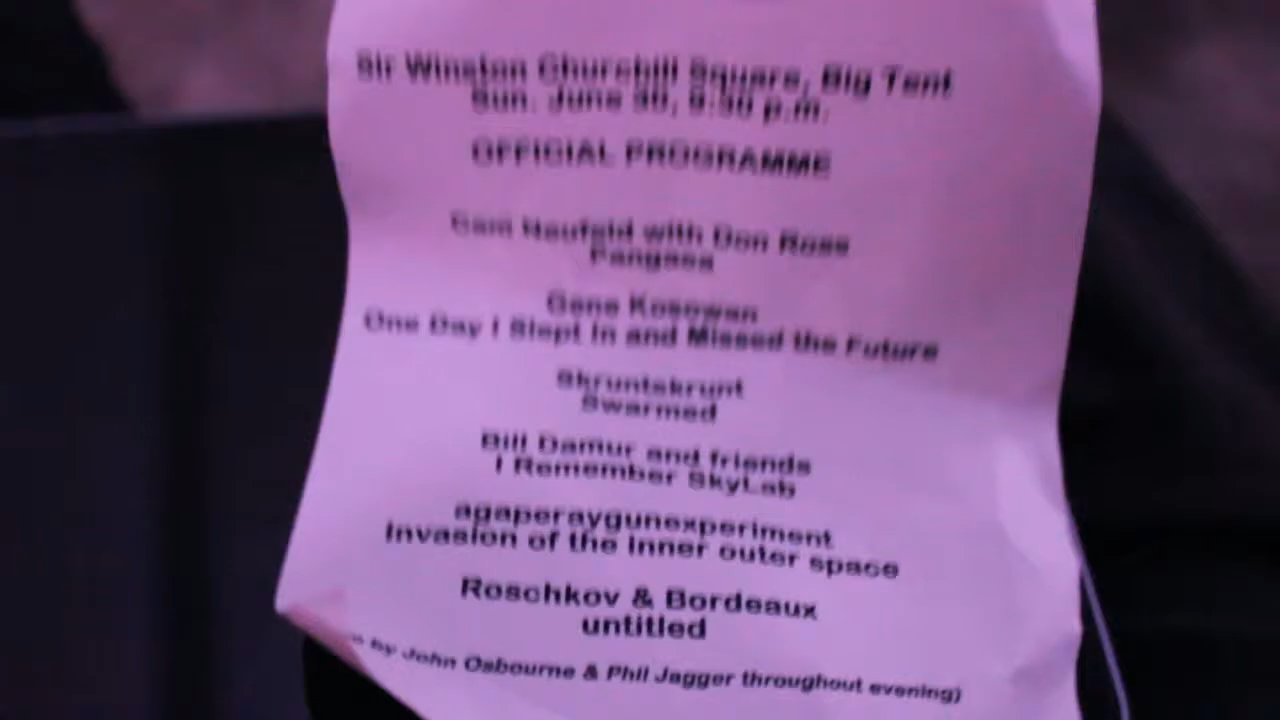 Sir Winston Churchill Square, Big Tent
Sun. June 30, 9:30 p.m.
OFFICIAL PROGRAMME
Cam Neufeld with Don Ross
Pangaea
Gene Kosowan
One Day I Slept In and Missed the Future
Skruntskrunt
Swarmed
Bill Damur and friends
I Remember SkyLab
agaperaygunexperiment
Invasion of the inner outer space
Roschkov & Bordeaux
untitled
by John Osbourne & Phil Jagger throughout evening)